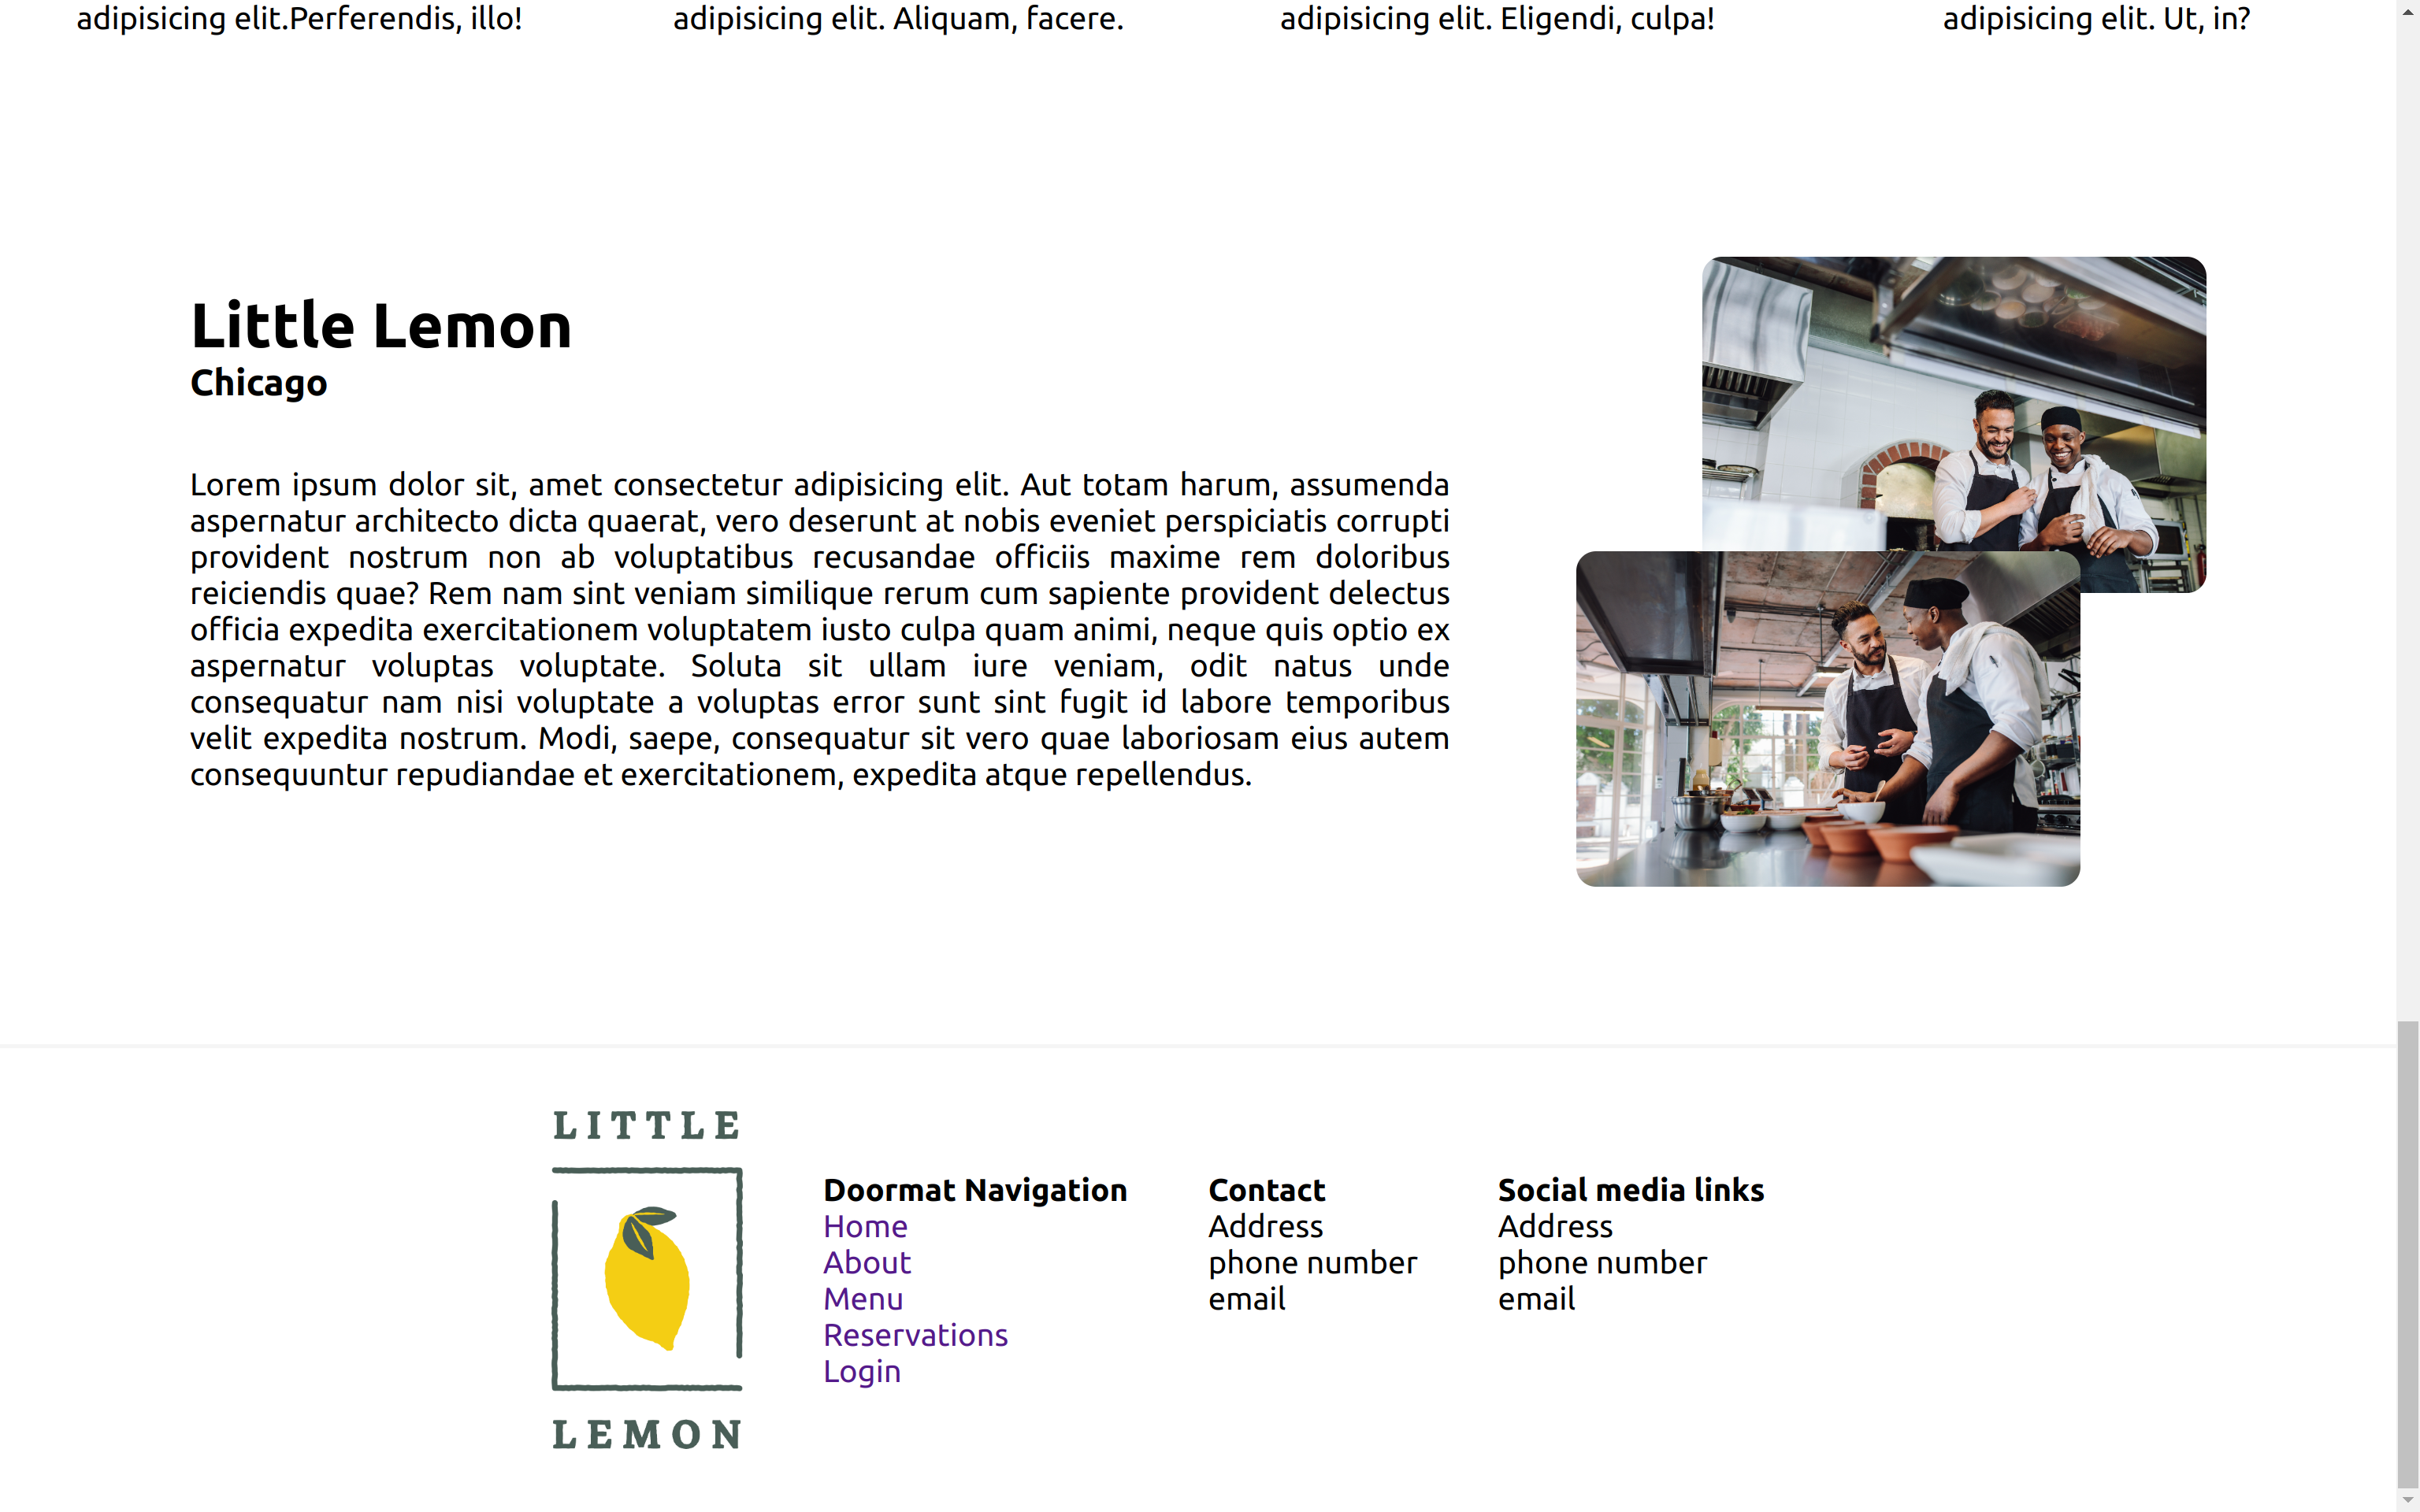 adipisicing elit.Perferendis, illo!
adipisicing elit. Aliquam, facere.
adipisicing elit. Eligendi, culpa!
adipisicing elit. Ut, in?
Little Lemon
Chicago
Lorem ipsum dolor sit, amet consectetur adipisicing elit. Aut totam harum, assumenda
aspernatur architecto dicta quaerat, vero deserunt at nobis eveniet perspiciatis corrupti
provident nostrum non ab voluptatibus recusandae officiis maxime rem doloribus
reiciendis quae? Rem nam sint veniam similique rerum cum sapiente provident delectus
officia expedita exercitationem voluptatem iusto culpa quam animi, neque quis optio ex
aspernatur voluptas voluptate. Soluta sit ullam iure veniam, odit natus unde
consequatur nam nisi voluptate a voluptas error sunt sint fugit id labore temporibus
velit expedita nostrum. Modi, saepe, consequatur sit vero quae laboriosam eius autem
consequuntur repudiandae et exercitationem, expedita atque repellendus.
LITTLE
LEMON
Doormat Navigation
Home
About
Menu
Reservations
Login
Contact
Address
phone number
email
Social media links
Address
phone number
email